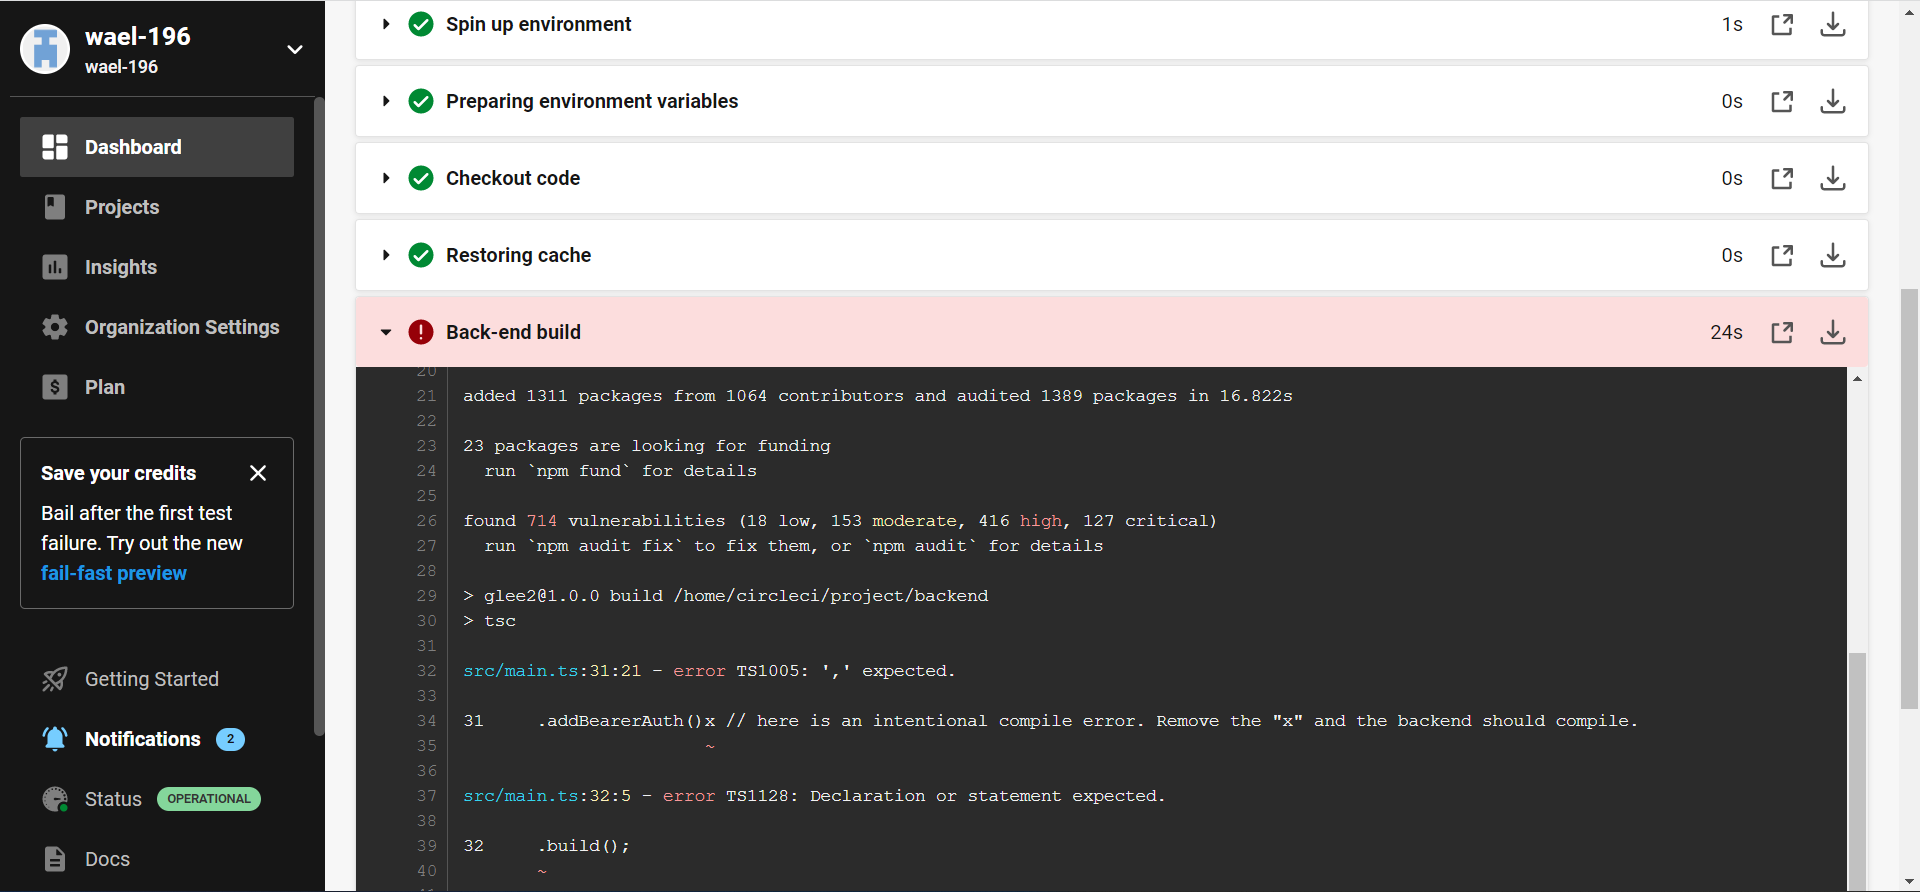 wael-196
wael-196
Dashboard
Projects
Insights
Organization Settings
Plan
Save your credits
Bail after the first test
failure. Try out the new
fail-fast preview
Getting Started
Notifications 2
Status OPERATIONAL
Docs
Spin up environment 1s
Preparing environment variables 0s
Checkout code 0s
Restoring cache 0s
Back-end build 24s
20
21 added 1311 packages from 1064 contributors and audited 1389 packages in 16.822s
22
23 23 packages are looking for funding
24 run `npm fund` for details
25
26 found 714 vulnerabilities (18 low, 153 moderate, 416 high, 127 critical)
27 run `npm audit fix` to fix them, or `npm audit` for details
28
29 > glee2@1.0.0 build /home/circleci/project/backend
30 > tsc
31
32 src/main.ts:31:21 - error TS1005: ',' expected.
33
34 31 .addBearerAuth()x // here is an intentional compile error. Remove the "x" and the backend should compile.
35 ~
36
37 src/main.ts:32:5 - error TS1128: Declaration or statement expected.
38
39 32 .build();
40 ~